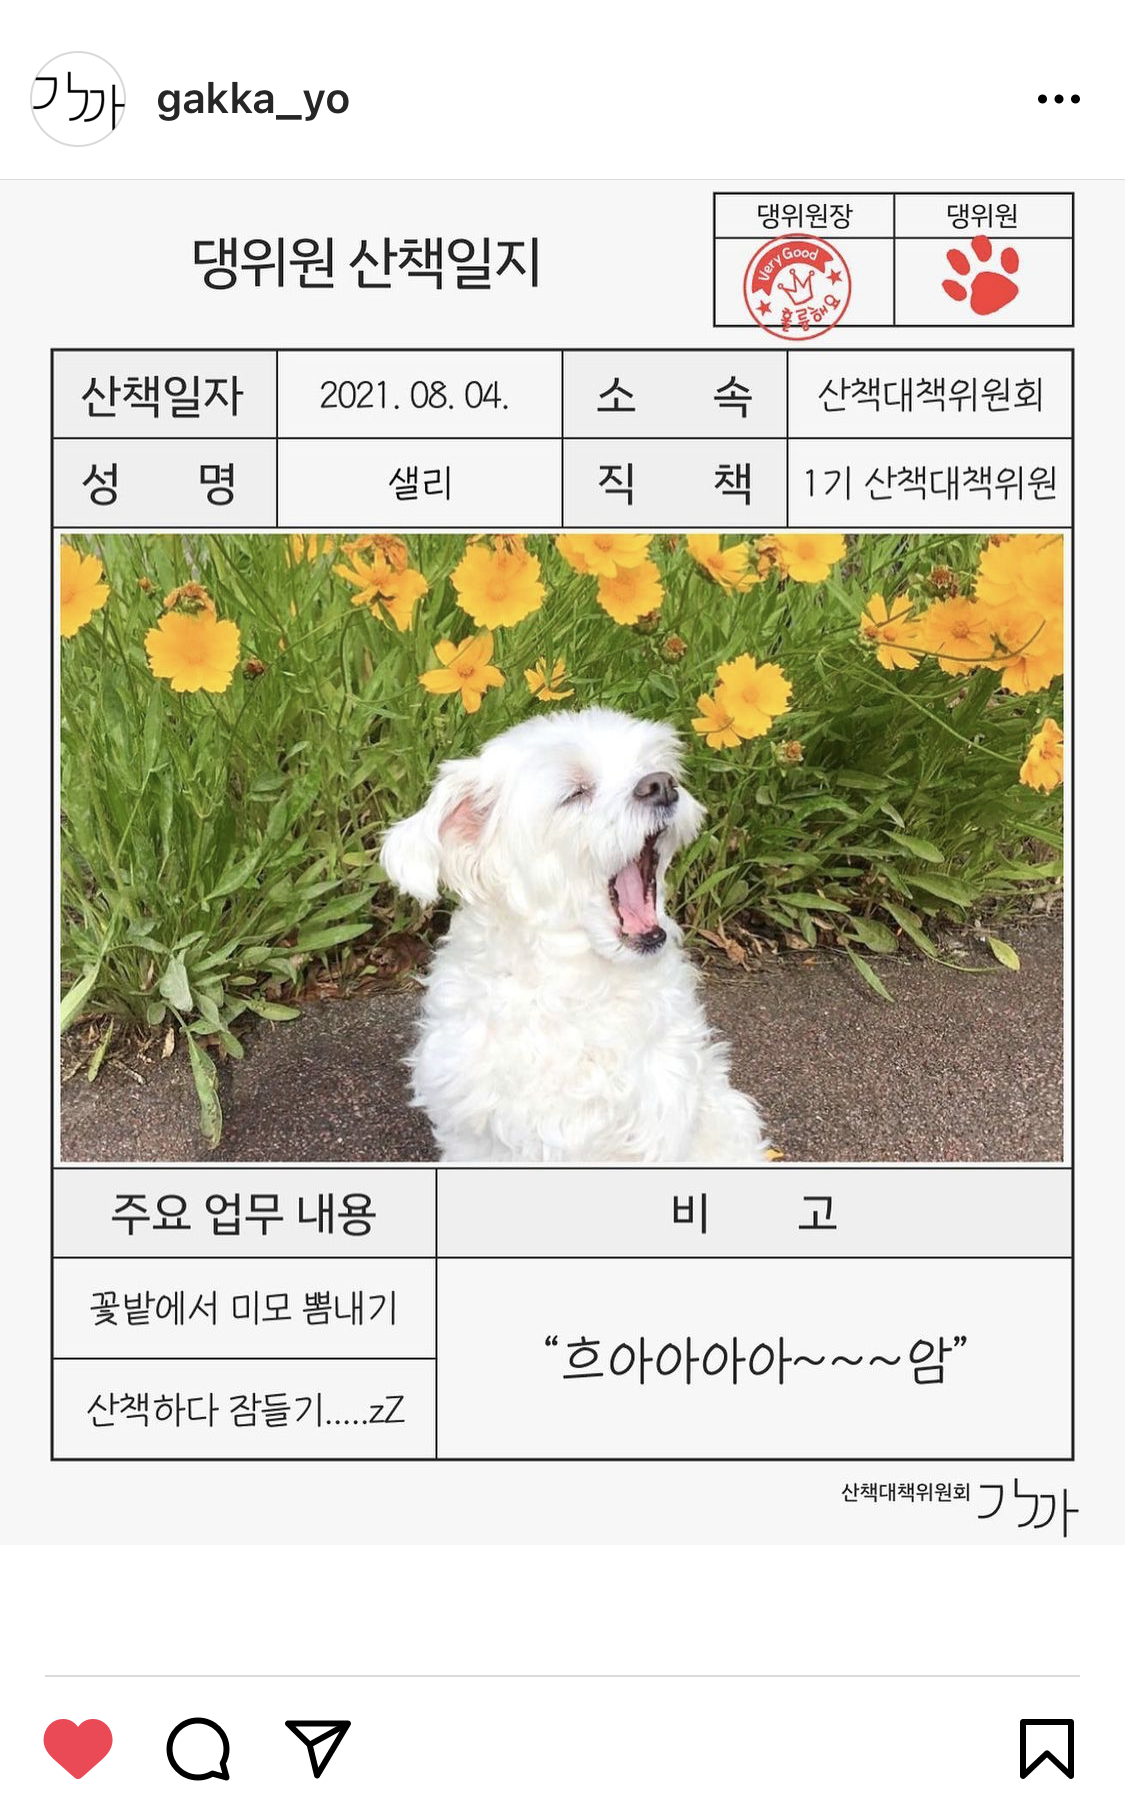 가까
gakka_yo
댕위원 산책일지
댕위원장 댕위원
Very Good
훌륭해요
산책일자 2021. 08. 04. 소 속 산책대책위원회
성 명 샐리 직 책 1기 산책대책위원
주요 업무 내용 비 고
꽃밭에서 미모 뽐내기
“흐아아아아~~~암”
산책하다 잠들기.....zZ
산책대책위원회 가까